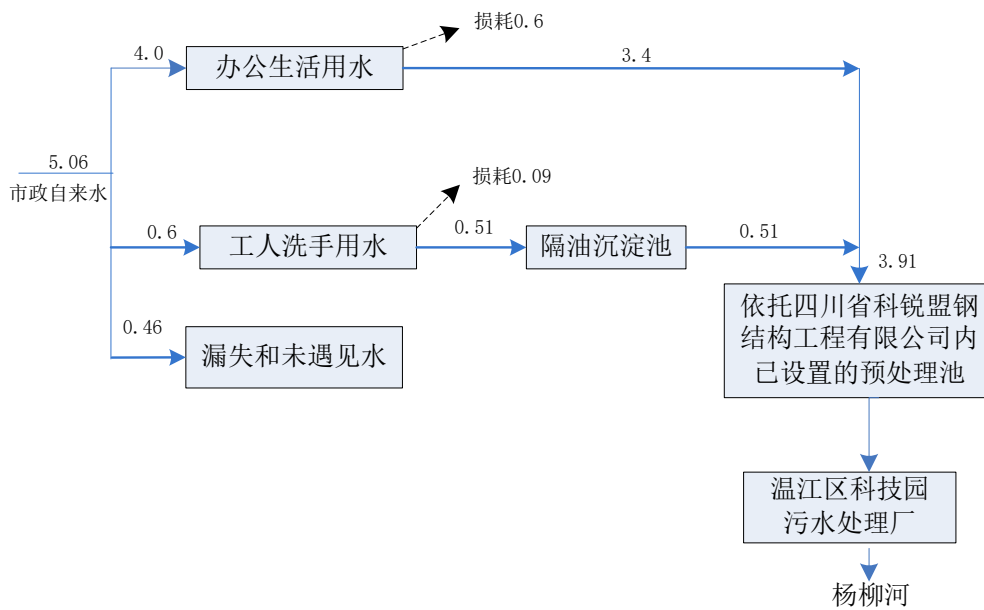 损耗0.6
4.0
办公生活用水
3.4
5.06
市政自来水
损耗0.09
0.6
工人洗手用水
0.51
隔油沉淀池
0.51
3.91
0.46
漏失和未遇见水
依托四川省科锐盟钢
结构工程有限公司内
已设置的预处理池
温江区科技园
污水处理厂
杨柳河